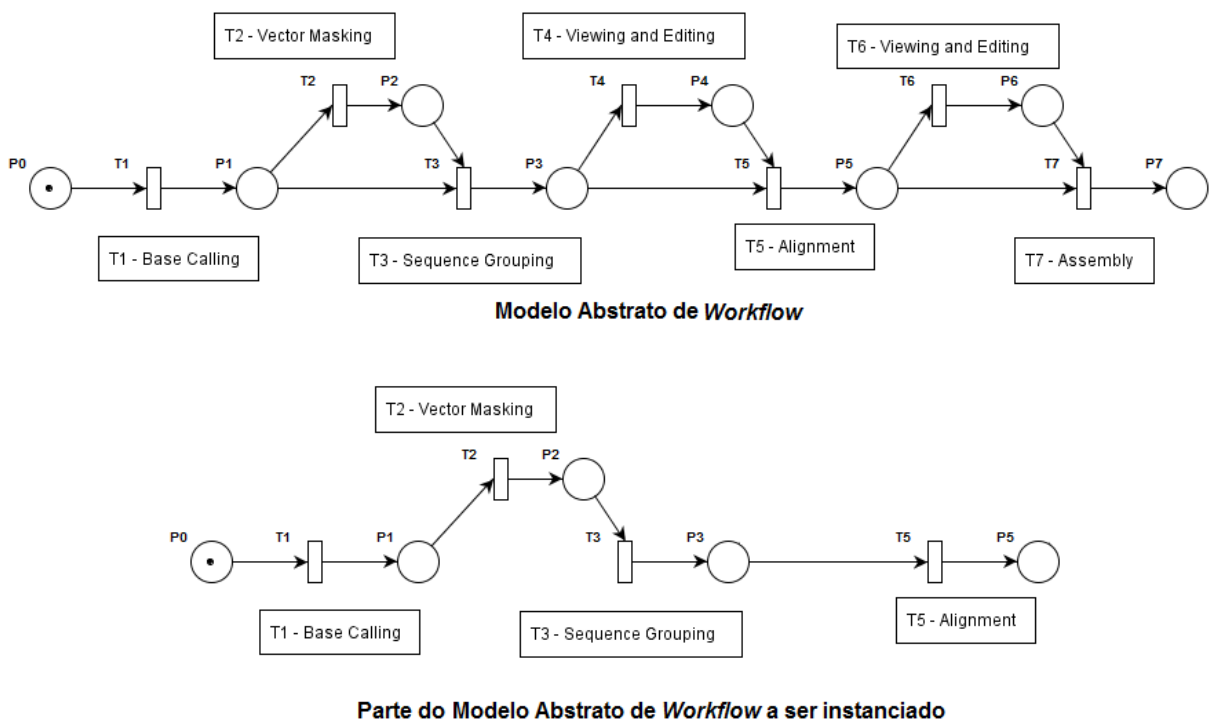 T2 - Vector Masking
T4 - Viewing and Editing
T6 - Viewing and Editing
T2 P2 T4 P4 T6 P6
P0 T1 P1 T3 P3 T5 P5 T7 P7
T1 - Base Calling
T3 - Sequence Grouping
T5 - Alignment
T7 - Assembly
Modelo Abstrato de Workflow
T2 - Vector Masking
T2 P2
P0 T1 P1 T3 P3 T5 P5
T1 - Base Calling
T3 - Sequence Grouping
T5 - Alignment
Parte do Modelo Abstrato de Workflow a ser instanciado